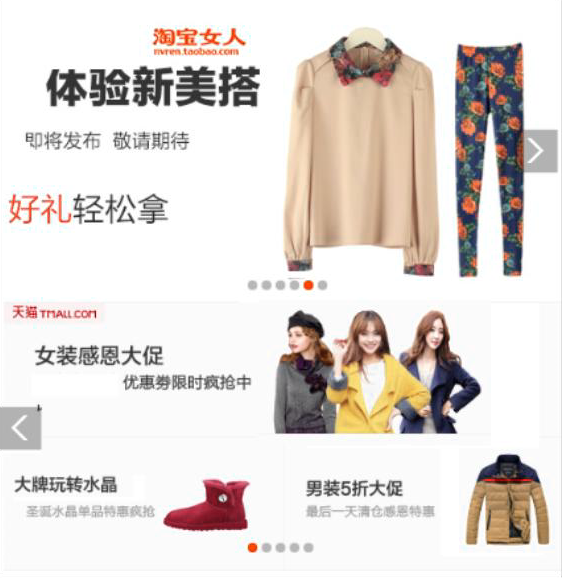 淘宝女人
nvren.taobao.com
体验新美搭
即将发布 敬请期待
好礼轻松拿
天猫 TMALL.COM
女装感恩大促
优惠劵限时疯抢中
大牌玩转水晶
圣诞水晶单品特惠疯抢
男装5折大促
最后一天清仓感恩特惠